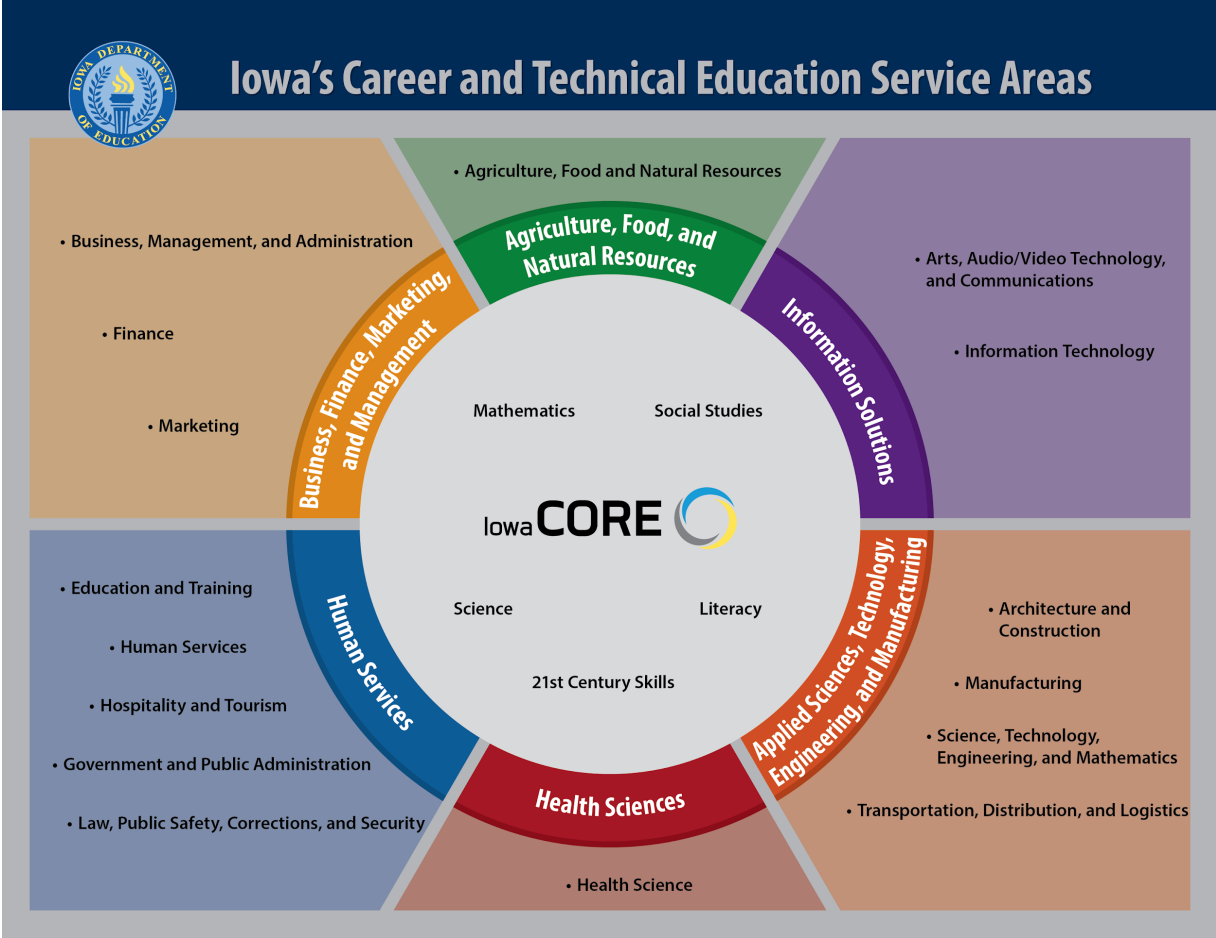 IOWA DEPARTMENT
OF EDUCATION
Iowa's Career and Technical Education Service Areas
• Agriculture, Food and Natural Resources
Agriculture, Food, and
Natural Resources
• Business, Management, and Administration
• Finance
• Marketing
Business, Finance, Marketing,
and Management
• Arts, Audio/Video Technology,
and Communications
• Information Technology
Information Solutions
Mathematics
Social Studies
Iowa CORE
Science
Literacy
21st Century Skills
• Education and Training
• Human Services
• Hospitality and Tourism
• Government and Public Administration
• Law, Public Safety, Corrections, and Security
Human Services
Applied Sciences, Technology,
Engineering, and Manufacturing
• Architecture and
Construction
• Manufacturing
• Science, Technology,
Engineering, and Mathematics
• Transportation, Distribution, and Logistics
Health Sciences
• Health Science